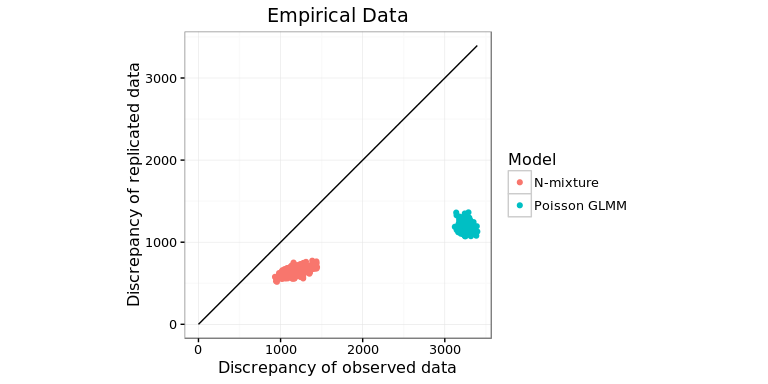 Empirical Data
Discrepancy of replicated data
3000
2000
1000
0
0 1000 2000 3000
Discrepancy of observed data
Model
N-mixture
Poisson GLMM